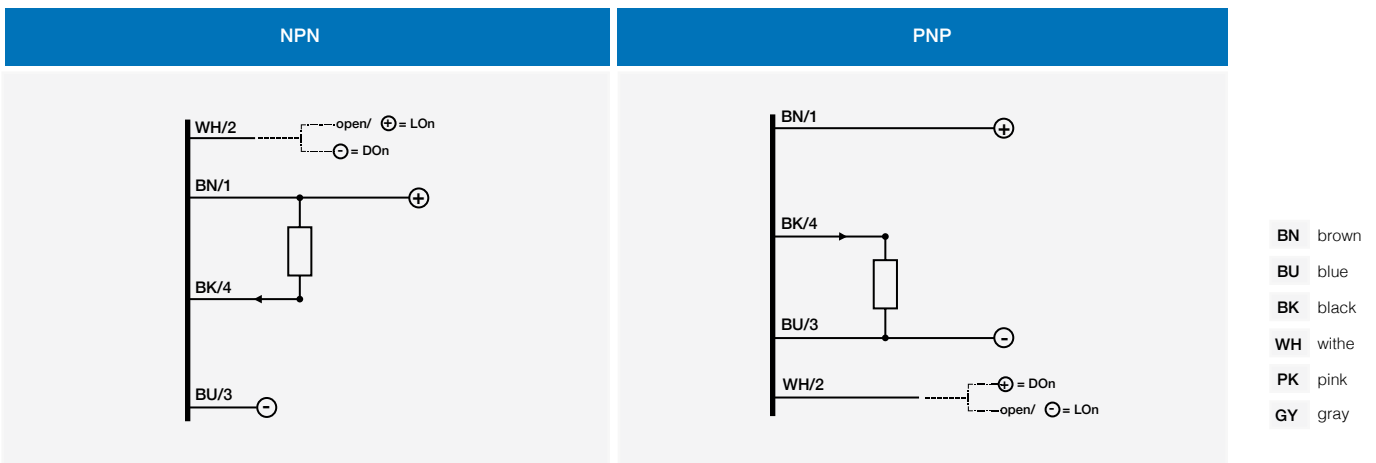 NPN
WH/2
open/ + = LOn
- = DOn
BN/1
+
BK/4
BU/3
-
PNP
BN/1
+
BK/4
BU/3
-
WH/2
+ = DOn
open/ - = LOn
BN brown
BU blue
BK black
WH withe
PK pink
GY gray